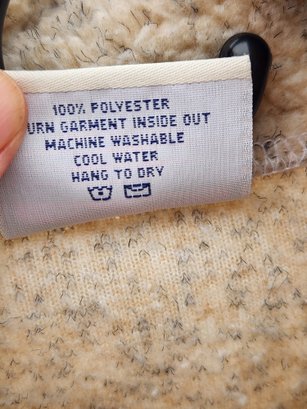 100% POLYESTER
URN GARMENT INSIDE OUT
MACHINE WASHABLE
COOL WATER
HANG TO DRY